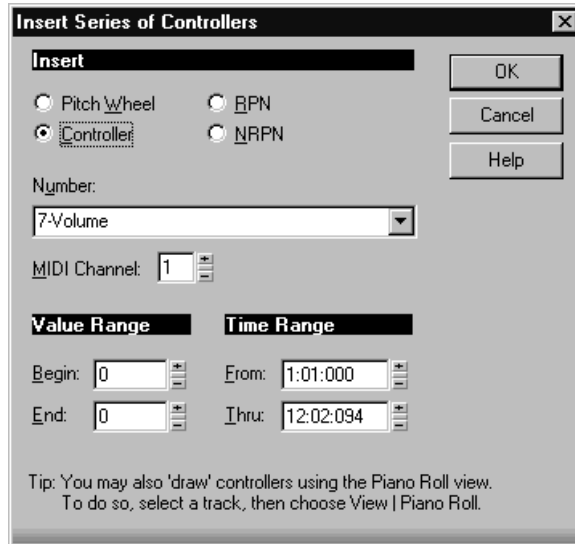 Insert Series of Controllers
Insert
OK
Pitch Wheel RPN
Cancel
Controller NRPN
Help
Number:
7-Volume
MIDI Channel: 1
Value Range Time Range
Begin: 0 From: 1:01:000
End: 0 Thru: 12:02:094
Tip: You may also 'draw' controllers using the Piano Roll view.
To do so, select a track, then choose View | Piano Roll.